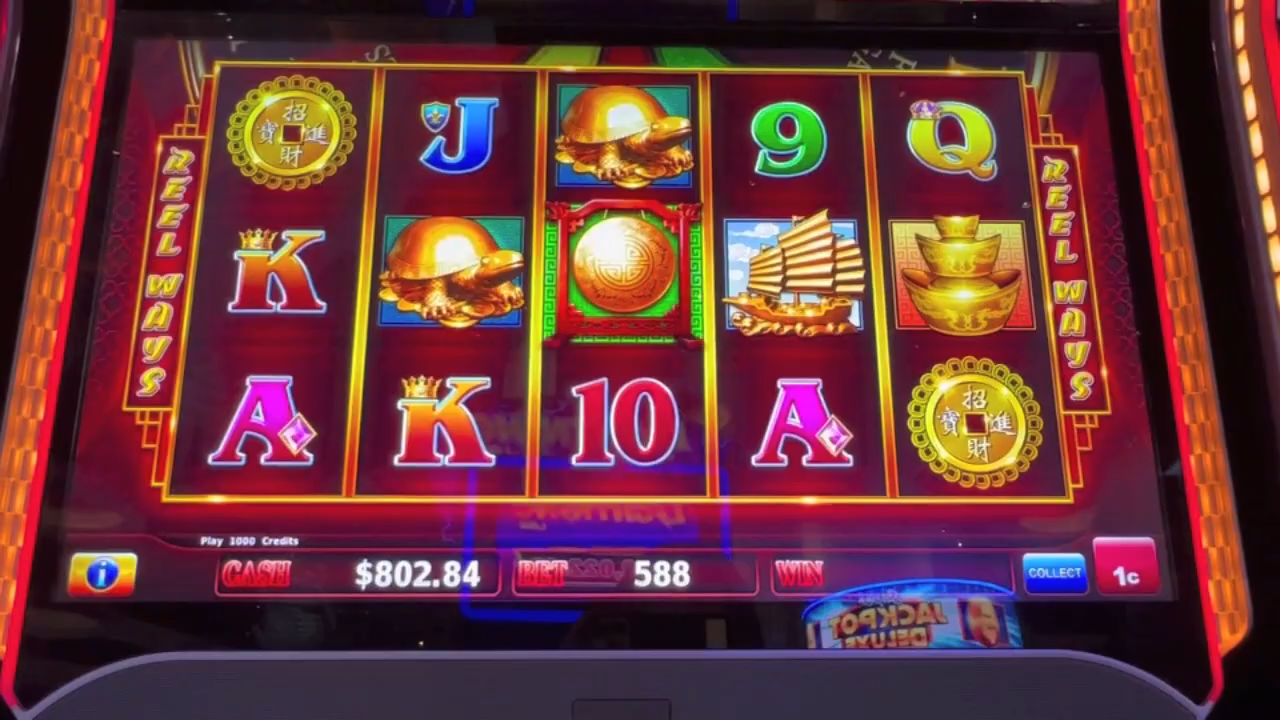 招
寶 進
財
J
9
Q
K
A
K
10
A
招
寶 進
財
REEL WAYS
REEL WAYS
Play 1000 Credits
CASH $802.84
BET 588
WIN
COLLECT
1c
JACKPOT
DELUXE